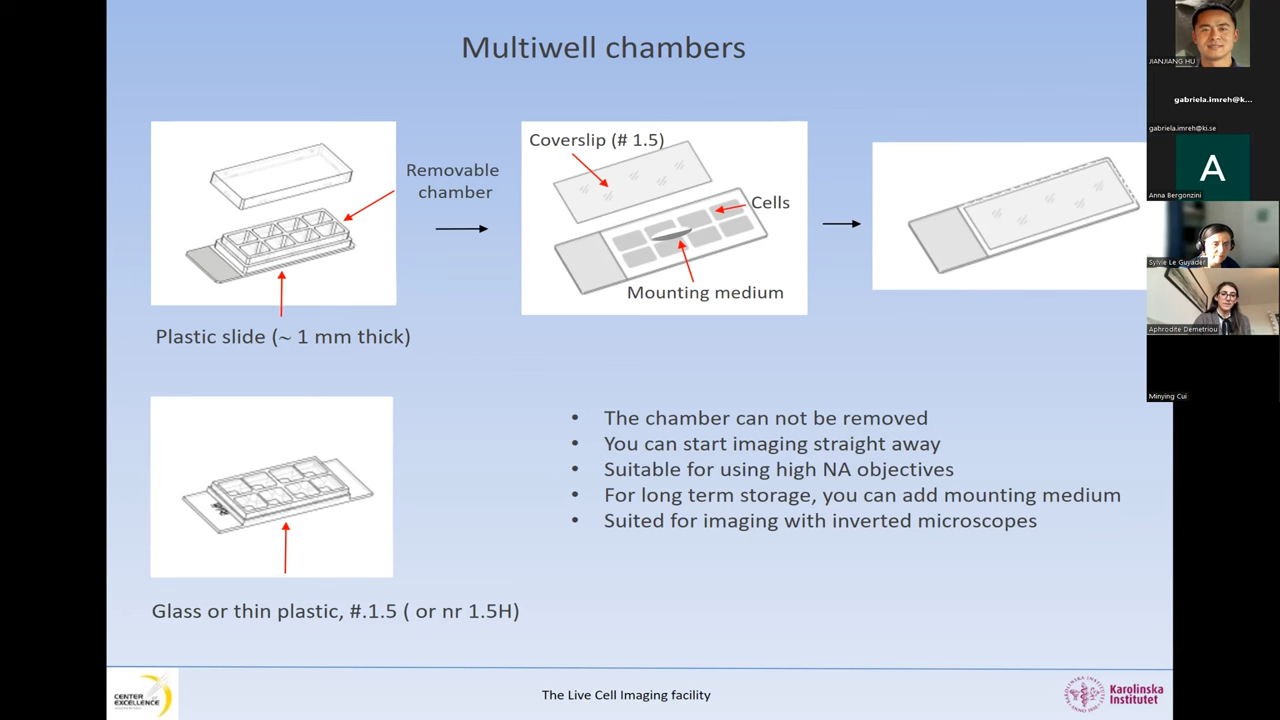 Multiwell chambers
Removable
chamber
Plastic slide (~ 1 mm thick)
Coverslip (# 1.5)
Cells
Mounting medium
Glass or thin plastic, #.1.5 ( or nr 1.5H)
• The chamber can not be removed
• You can start imaging straight away
• Suitable for using high NA objectives
• For long term storage, you can add mounting medium
• Suited for imaging with inverted microscopes
CENTER of
EXCELLENCE
The Live Cell Imaging facility
Karolinska
Institutet
JIANJIANG HU
gabriela.imreh@k...
gabriela.imreh@ki.se
A
Anna Bergonzini
Sylvie Le Guyader
Aphrodite Demetriou
Minying Cui